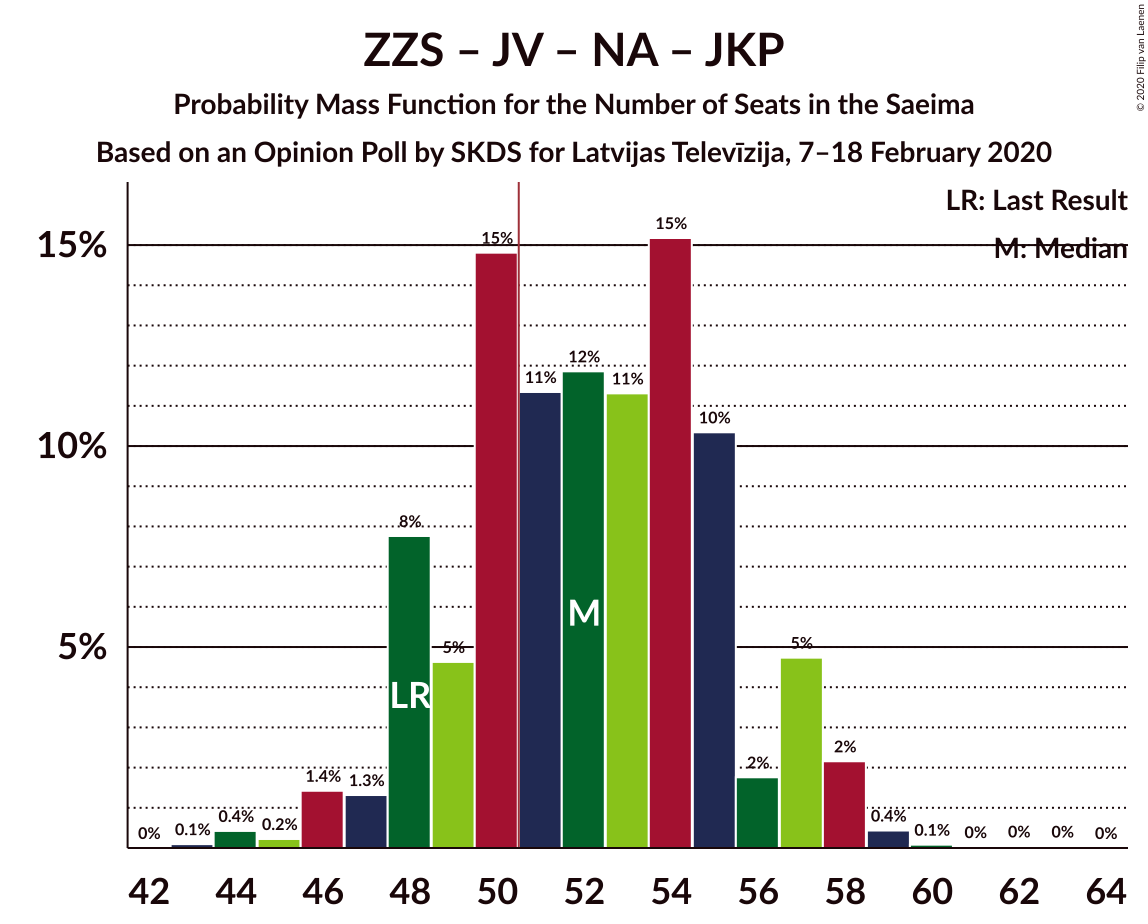 ZZS – JV – NA – JKP
Probability Mass Function for the Number of Seats in the Saeima
Based on an Opinion Poll by SKDS for Latvijas Televīzija, 7–18 February 2020
© 2020 Filip van Laenen
LR: Last Result
M: Median
15%
10%
5%
0%
0.1%
0.4%
0.2%
1.4%
1.3%
8%
5%
15%
11%
12%
11%
15%
10%
2%
5%
2%
0.4%
0.1%
0%
0%
0%
0%
LR
M
42 44 46 48 50 52 54 56 58 60 62 64